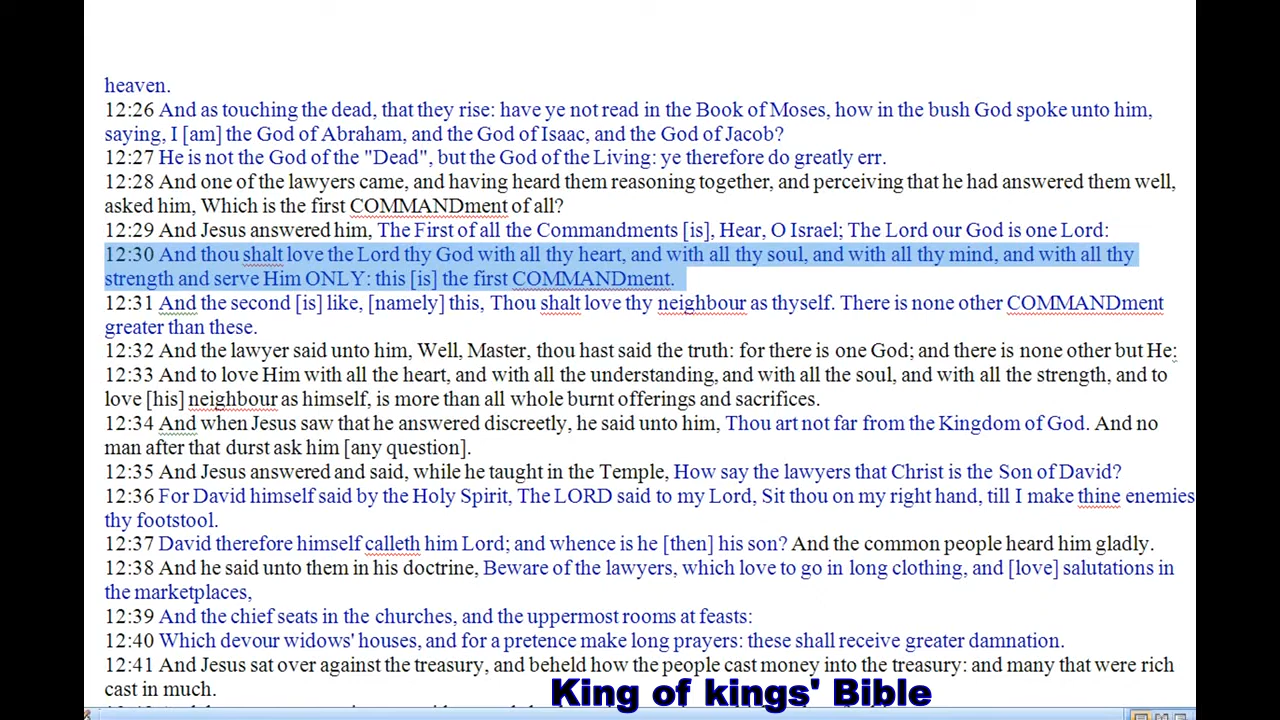 heaven.
12:26 And as touching the dead, that they rise: have ye not read in the Book of Moses, how in the bush God spoke unto him,
saying, I [am] the God of Abraham, and the God of Isaac, and the God of Jacob?
12:27 He is not the God of the "Dead", but the God of the Living: ye therefore do greatly err.
12:28 And one of the lawyers came, and having heard them reasoning together, and perceiving that he had answered them well,
asked him, Which is the first COMMANDment of all?
12:29 And Jesus answered him, The First of all the Commandments [is], Hear, O Israel; The Lord our God is one Lord:
12:30 And thou shalt love the Lord thy God with all thy heart, and with all thy soul, and with all thy mind, and with all thy
strength and serve Him ONLY: this [is] the first COMMANDment.
12:31 And the second [is] like, [namely] this, Thou shalt love thy neighbour as thyself. There is none other COMMANDment
greater than these.
12:32 And the lawyer said unto him, Well, Master, thou hast said the truth: for there is one God; and there is none other but He:
12:33 And to love Him with all the heart, and with all the understanding, and with all the soul, and with all the strength, and to
love [his] neighbour as himself, is more than all whole burnt offerings and sacrifices.
12:34 And when Jesus saw that he answered discreetly, he said unto him, Thou art not far from the Kingdom of God. And no
man after that durst ask him [any question].
12:35 And Jesus answered and said, while he taught in the Temple, How say the lawyers that Christ is the Son of David?
12:36 For David himself said by the Holy Spirit, The LORD said to my Lord, Sit thou on my right hand, till I make thine enemies
thy footstool.
12:37 David therefore himself calleth him Lord; and whence is he [then] his son? And the common people heard him gladly.
12:38 And he said unto them in his doctrine, Beware of the lawyers, which love to go in long clothing, and [love] salutations in
the marketplaces,
12:39 And the chief seats in the churches, and the uppermost rooms at feasts:
12:40 Which devour widows' houses, and for a pretence make long prayers: these shall receive greater damnation.
12:41 And Jesus sat over against the treasury, and beheld how the people cast money into the treasury: and many that were rich
cast in much.
King of kings' Bible